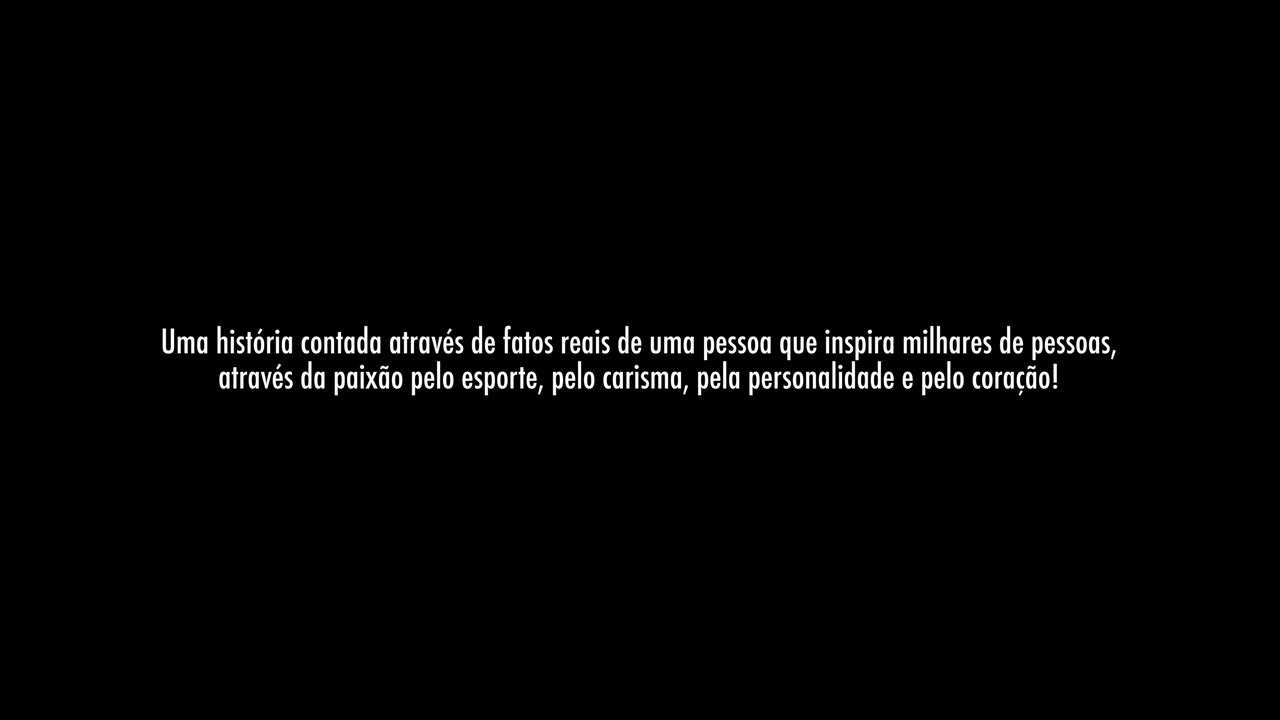 Uma história contada através de fatos reais de uma pessoa que inspira milhares de pessoas,
através da paixão pelo esporte, pelo carisma, pela personalidade e pelo coração!